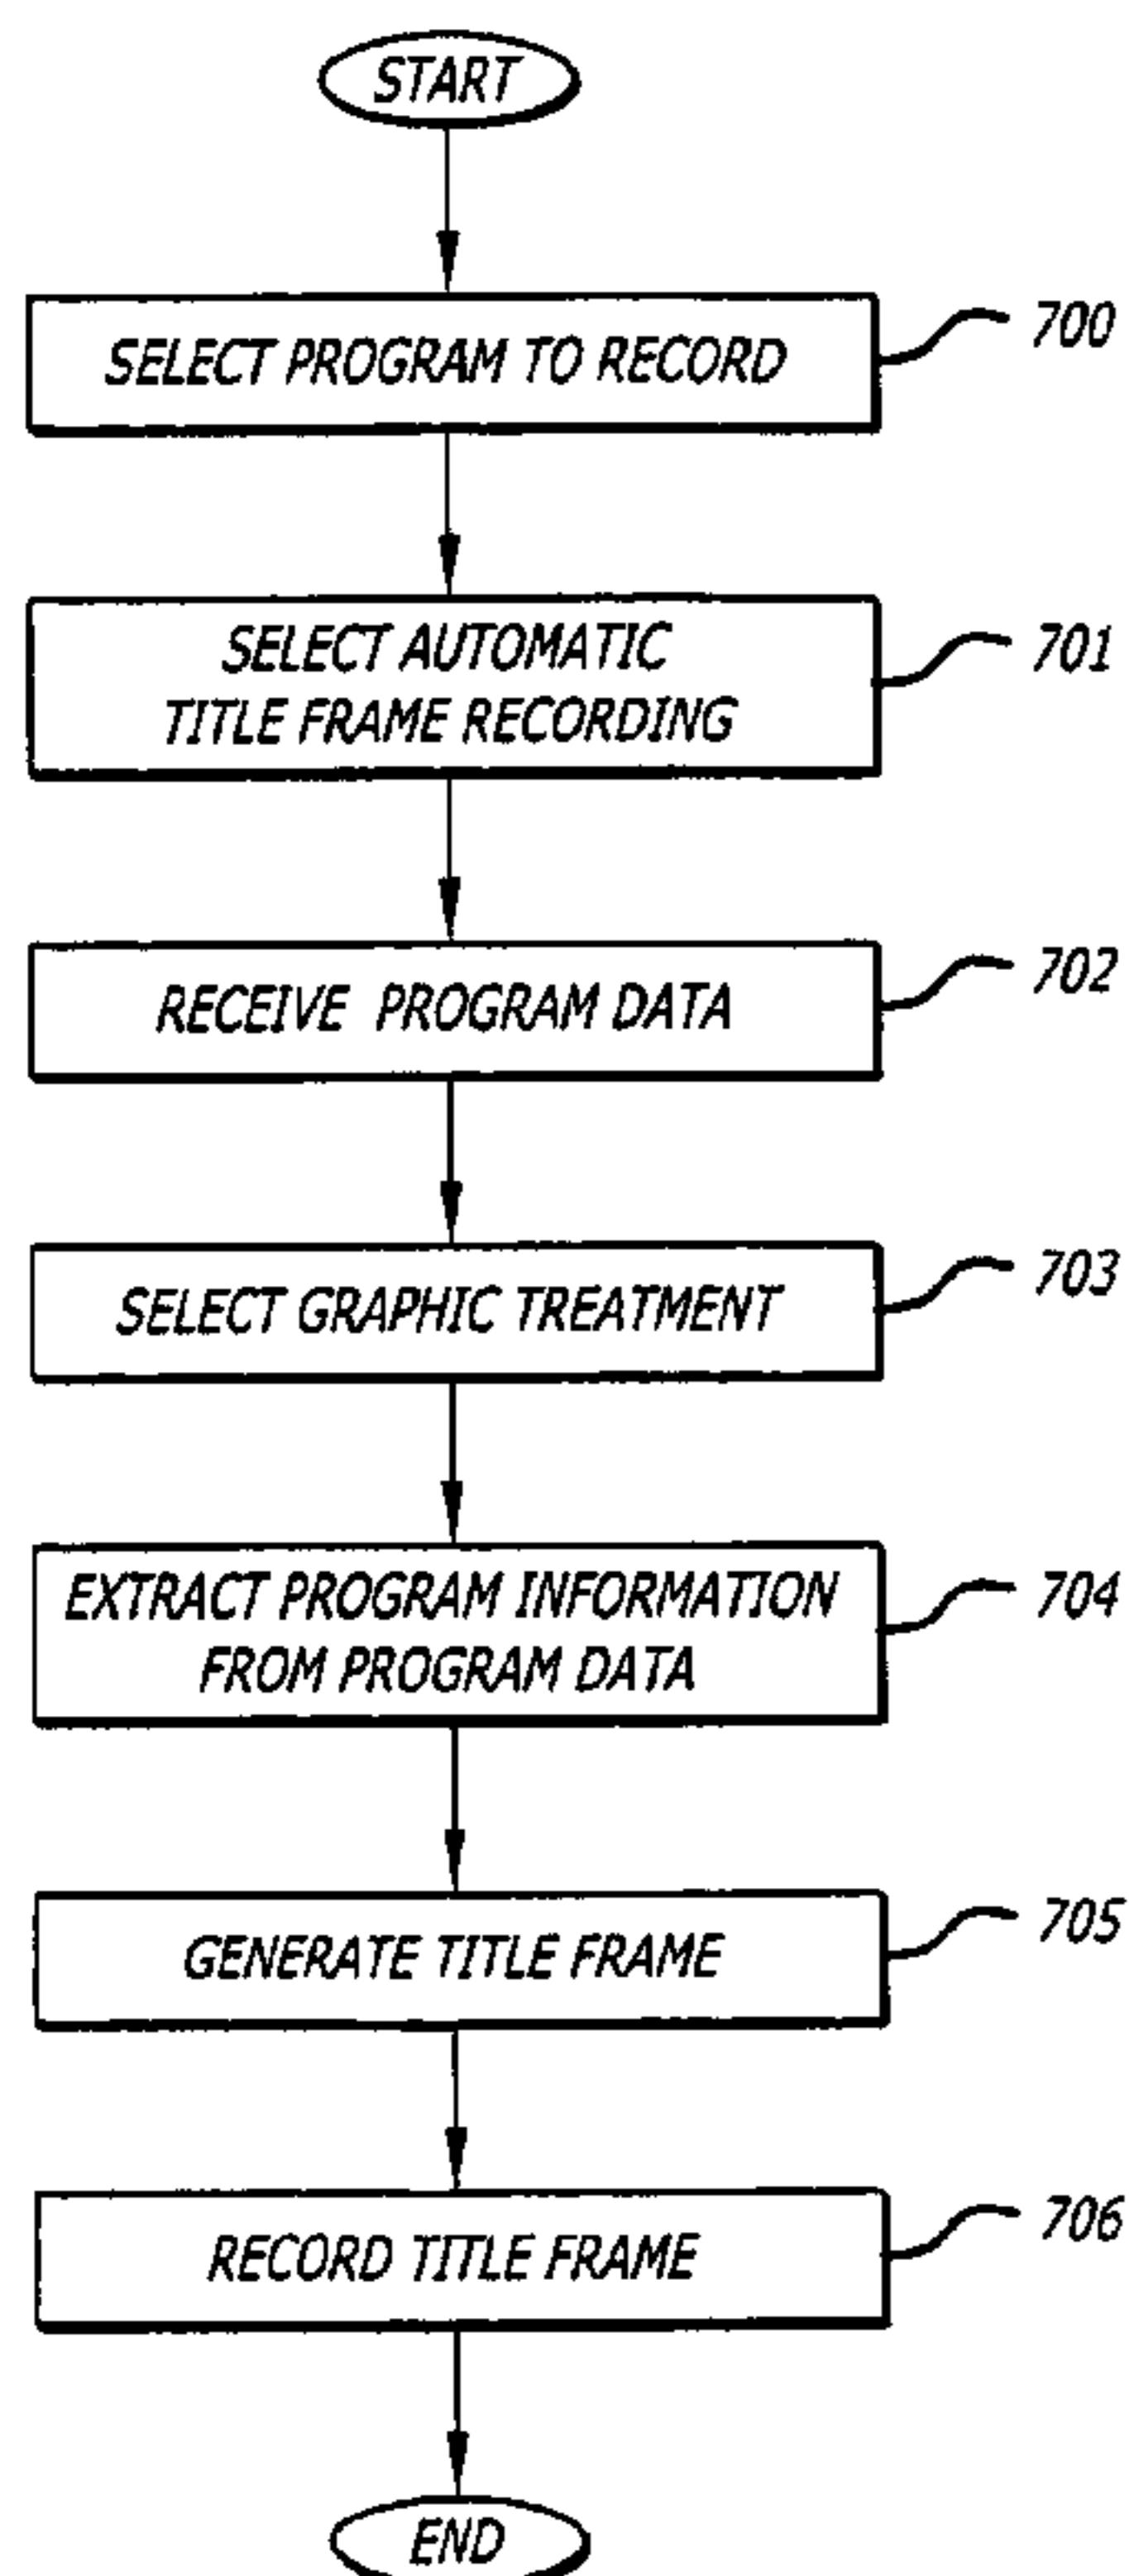 START
SELECT PROGRAM TO RECORD
700
SELECT AUTOMATIC
TITLE FRAME RECORDING
701
RECEIVE PROGRAM DATA
702
SELECT GRAPHIC TREATMENT
703
EXTRACT PROGRAM INFORMATION
FROM PROGRAM DATA
704
GENERATE TITLE FRAME
705
RECORD TITLE FRAME
706
END